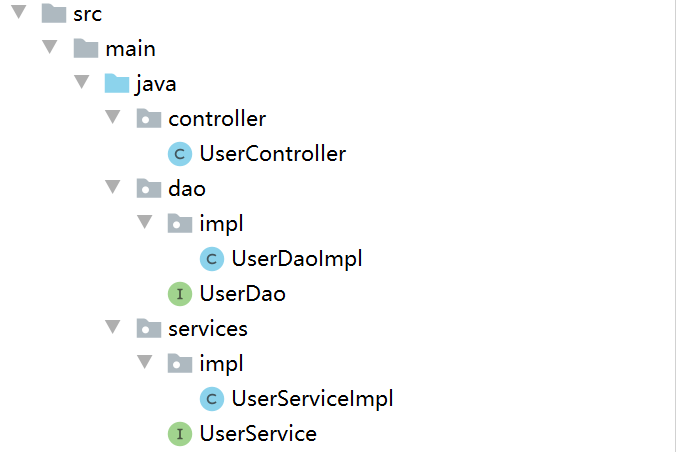 src
main
java
controller
C UserController
dao
impl
C UserDaoImpl
I UserDao
services
impl
C UserServiceImpl
I UserService